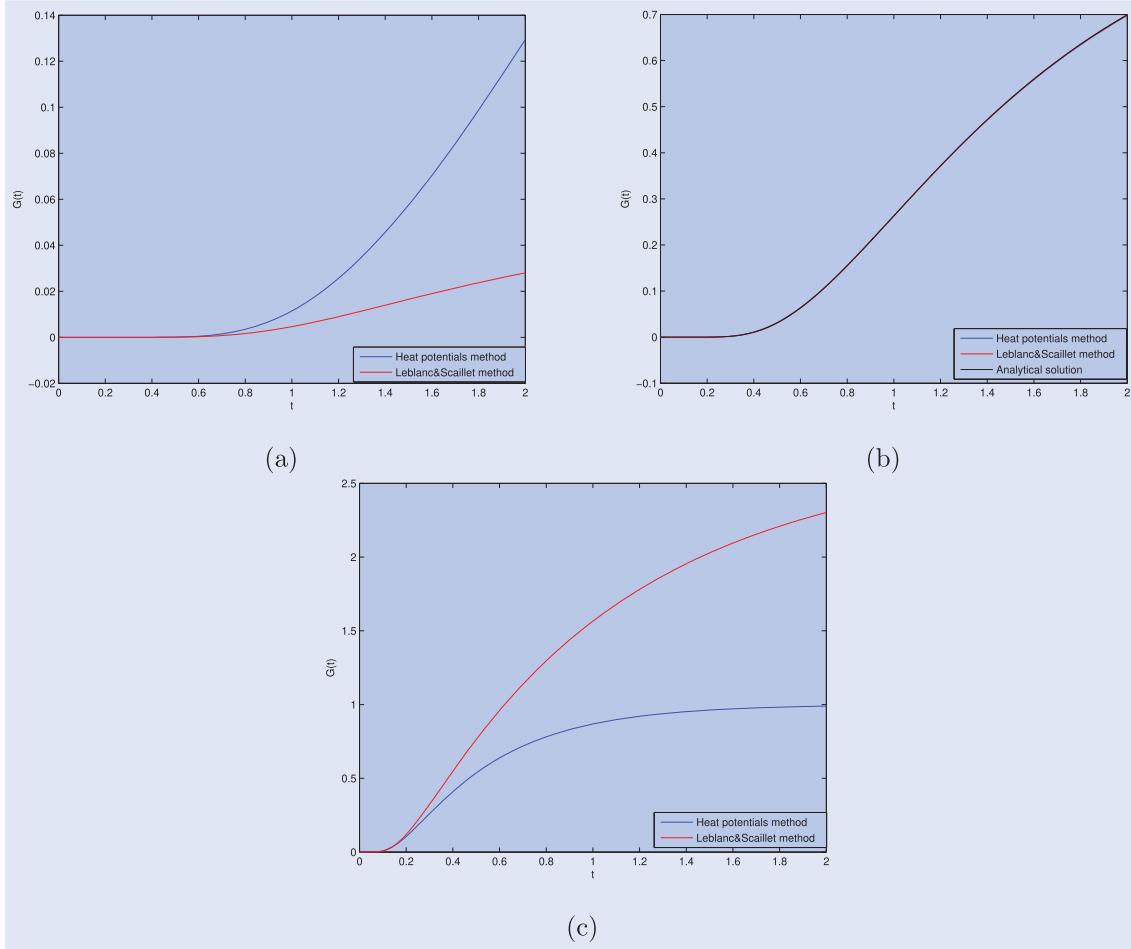 0.14
0.12
0.1
0.08
0.06
0.04
0.02
0
−0.02
G(t)
0 0.2 0.4 0.6 0.8 1 1.2 1.4 1.6 1.8 2
t
Heat potentials method
Leblanc&Scaillet method
(a)
0.7
0.6
0.5
0.4
0.3
0.2
0.1
0
−0.1
G(t)
0 0.2 0.4 0.6 0.8 1 1.2 1.4 1.6 1.8 2
t
Heat potentials method
Leblanc&Scaillet method
Analytical solution
(b)
2.5
2
1.5
1
0.5
0
G(t)
0 0.2 0.4 0.6 0.8 1 1.2 1.4 1.6 1.8 2
t
Heat potentials method
Leblanc&Scaillet method
(c)